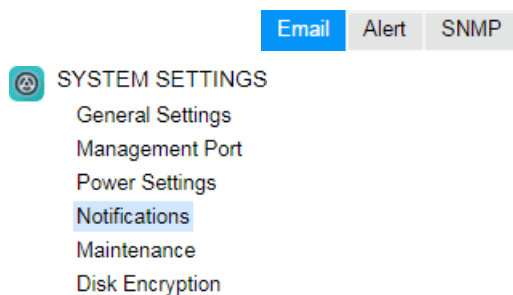 Email Alert SNMP
SYSTEM SETTINGS
General Settings
Management Port
Power Settings
Notifications
Maintenance
Disk Encryption